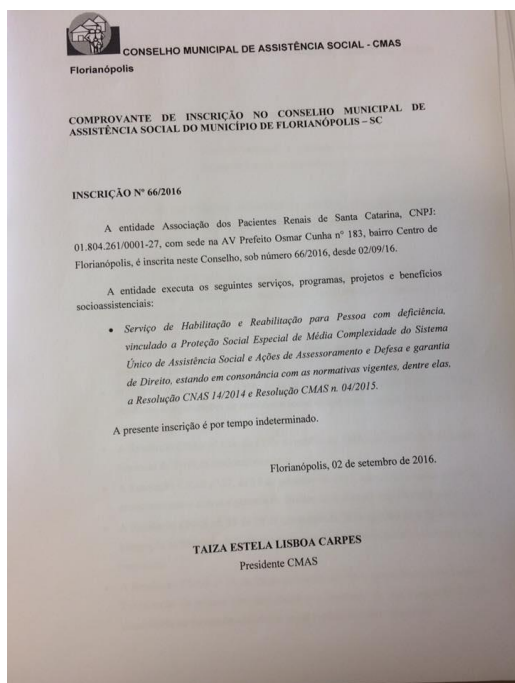 CONSELHO MUNICIPAL DE ASSISTÊNCIA SOCIAL - CMAS
Florianópolis
COMPROVANTE DE INSCRIÇÃO NO CONSELHO MUNICIPAL DE
ASSISTÊNCIA SOCIAL DO MUNICÍPIO DE FLORIANÓPOLIS – SC
INSCRIÇÃO Nº 66/2016
A entidade Associação dos Pacientes Renais de Santa Catarina, CNPJ:
01.804.261/0001-27, com sede na AV Prefeito Osmar Cunha nº 183, bairro Centro de
Florianópolis, é inscrita neste Conselho, sob número 66/2016, desde 02/09/16.
A entidade executa os seguintes serviços, programas, projetos e benefícios
socioassistenciais:
• Serviço de Habilitação e Reabilitação para Pessoa com deficiência,
vinculado a Proteção Social Especial de Média Complexidade do Sistema
Único de Assistência Social e Ações de Assessoramento e Defesa e garantia
de Direito, estando em consonância com as normativas vigentes, dentre elas,
a Resolução CNAS 14/2014 e Resolução CMAS n. 04/2015.
A presente inscrição é por tempo indeterminado.
Florianópolis, 02 de setembro de 2016.
TAIZA ESTELA LISBOA CARPES
Presidente CMAS